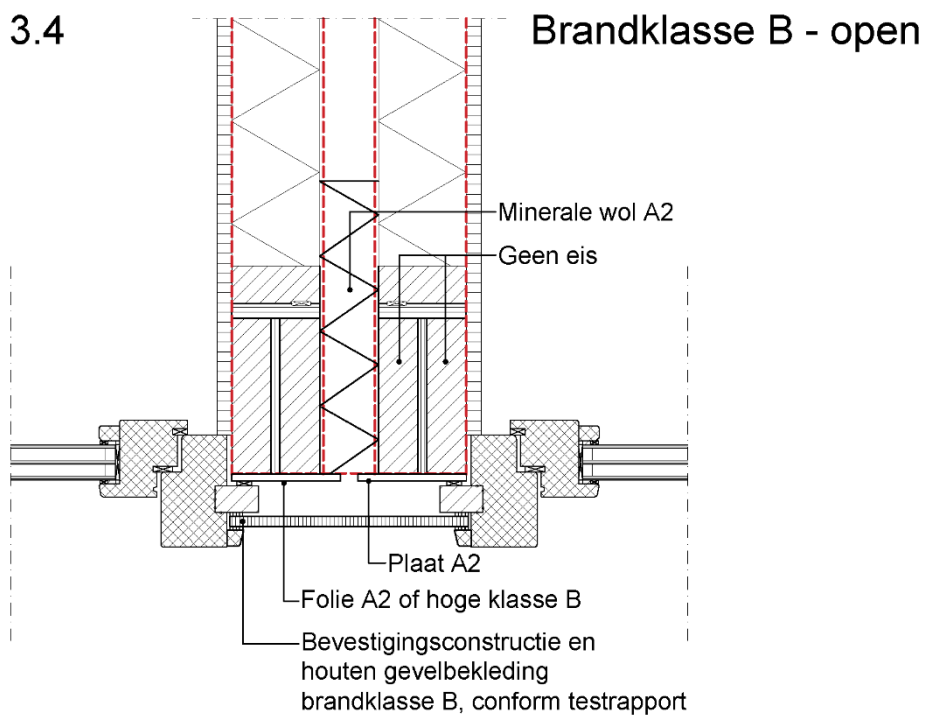 3.4
Brandklasse B - open
Minerale wol A2
Geen eis
Plaat A2
Folie A2 of hoge klasse B
Bevestigingsconstructie en
houten gevelbekleding
brandklasse B, conform testrapport